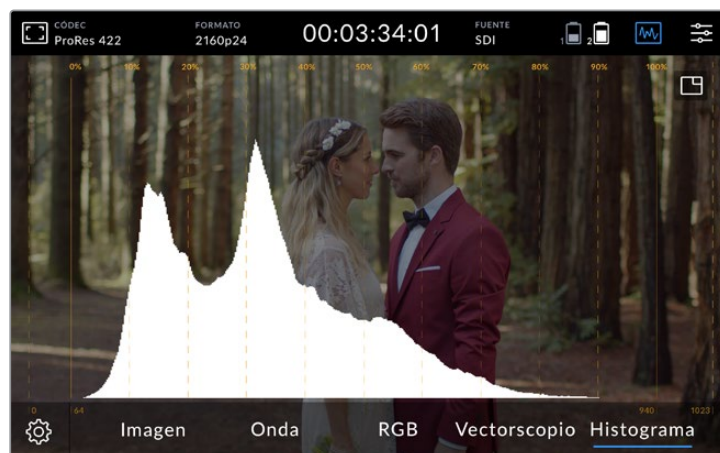 CÓDEC
ProRes 422
FORMATO
2160p24
00:03:34:01
FUENTE
SDI
1 2
0% 10% 20% 30% 40% 50% 60% 70% 80% 90% 100%
0 64 940 1023
Imagen Onda RGB Vectorscopio Histograma